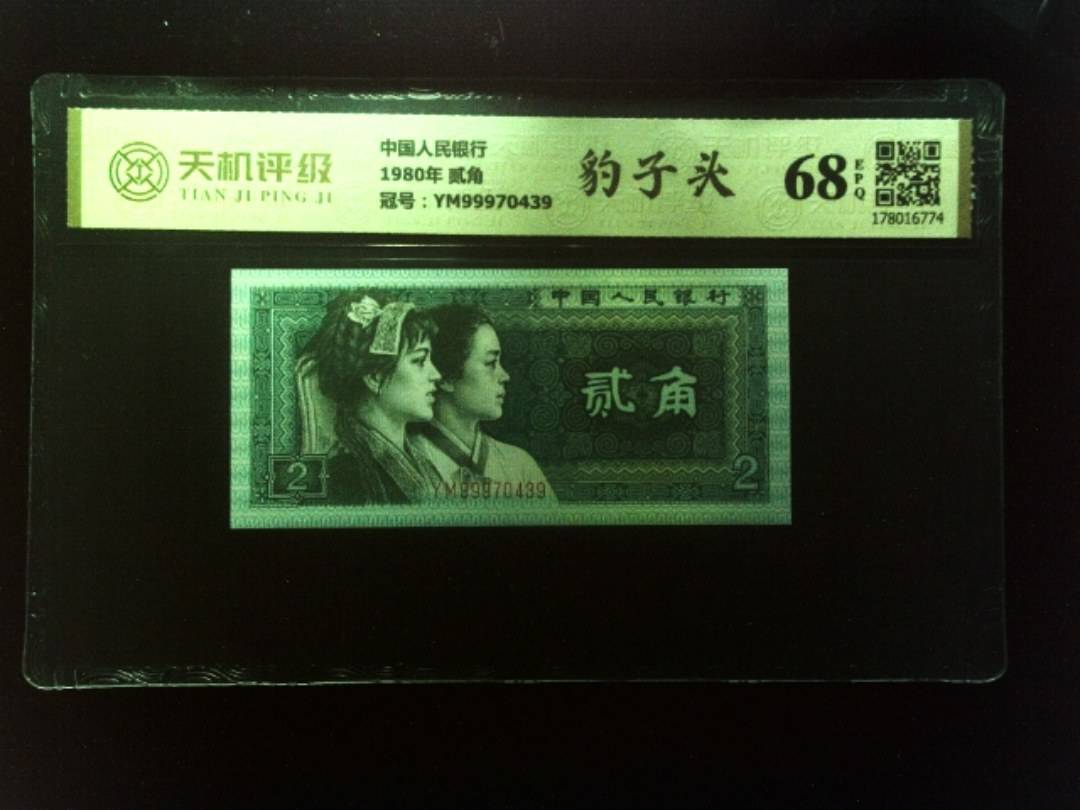 天机评级
TIAN JI PING JI
中国人民银行
1980年 贰角
冠号：YM99970439
豹子头
68
EPQ
178016774
中国人民银行
贰角
2
YM99970439
2